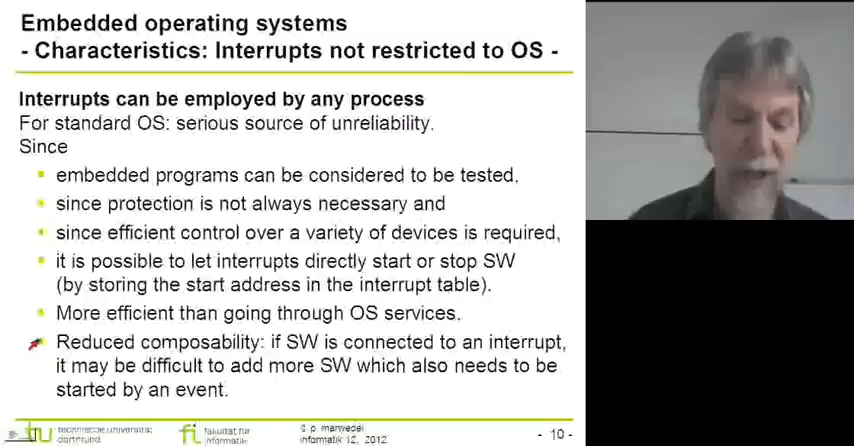 Embedded operating systems
- Characteristics: Interrupts not restricted to OS -
Interrupts can be employed by any process
For standard OS: serious source of unreliability.
Since
embedded programs can be considered to be tested,
since protection is not always necessary and
since efficient control over a variety of devices is required,
it is possible to let interrupts directly start or stop SW
(by storing the start address in the interrupt table).
More efficient than going through OS services.
Reduced composability: if SW is connected to an interrupt,
it may be difficult to add more SW which also needs to be
started by an event.
technische universität
dortmund
fakultät für
informatik
© p. marwedel
informatik 12, 2012
- 10 -